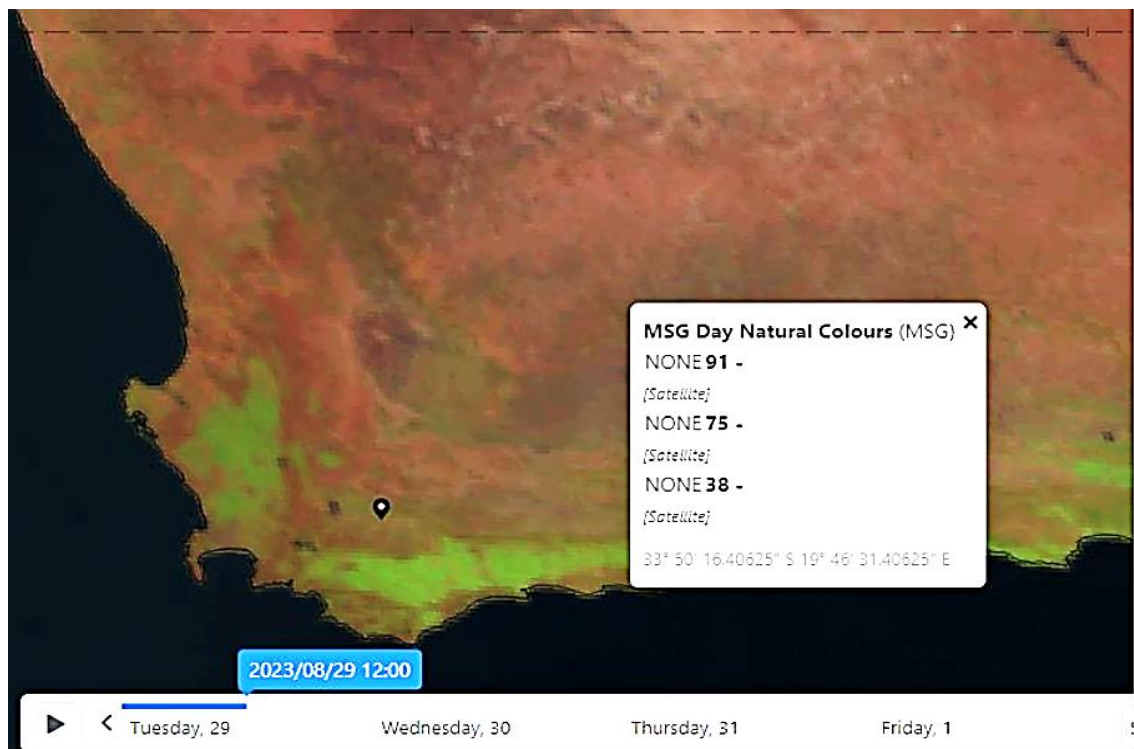 MSG Day Natural Colours (MSG) ×
NONE 91 -
[Satellite]
NONE 75 -
[Satellite]
NONE 38 -
[Satellite]
33° 50' 16.40625" S 19° 46' 31.40625" E
2023/08/29 12:00
Tuesday, 29 Wednesday, 30 Thursday, 31 Friday, 1